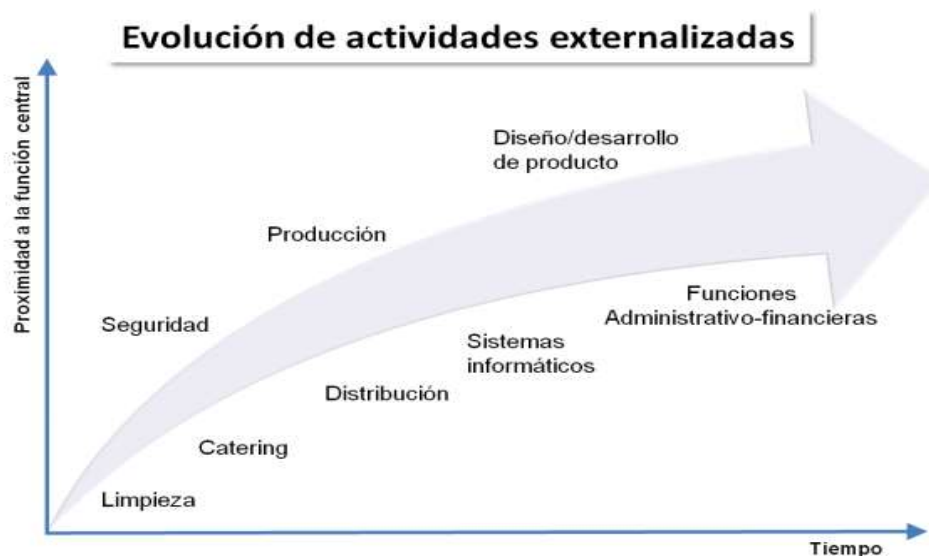 Evolución de actividades externalizadas
Proximidad a la función central
Diseño/desarrollo
de producto
Producción
Seguridad
Funciones
Administrativo-financieras
Sistemas
informáticos
Distribución
Catering
Limpieza
Tiempo